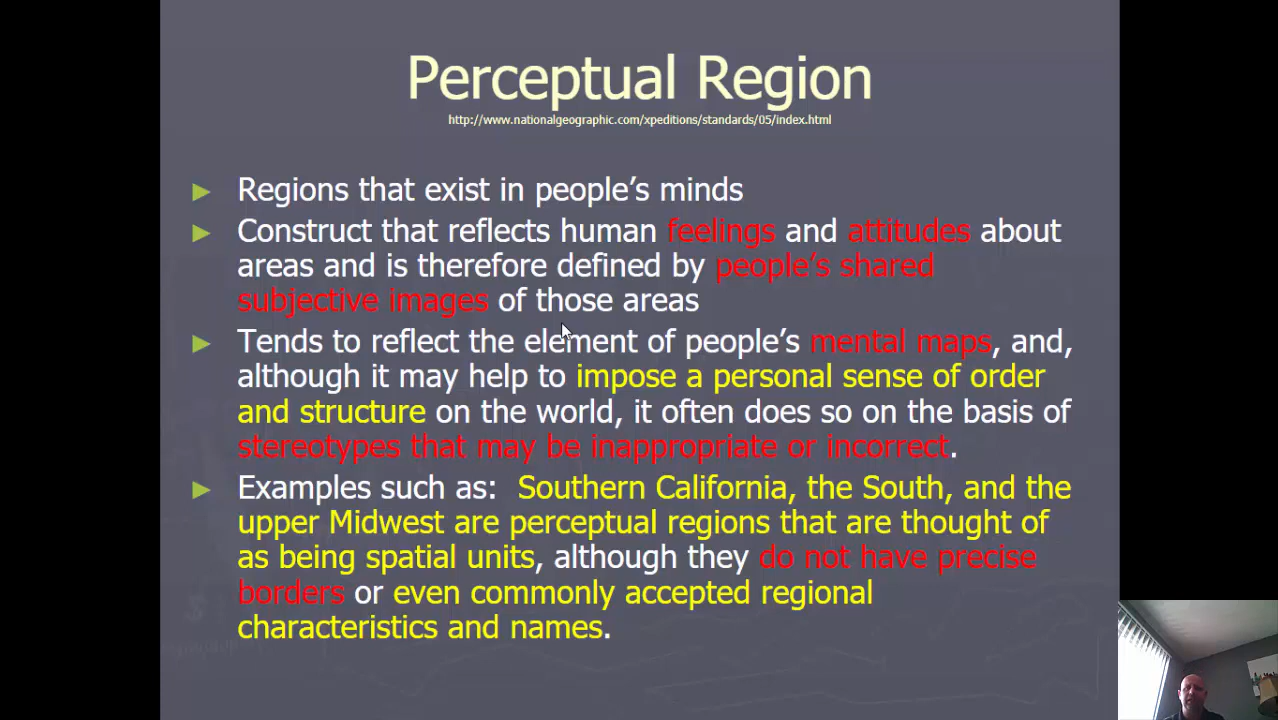 Perceptual Region
http://www.nationalgeographic.com/xpeditions/standards/05/index.html
► Regions that exist in people's minds
► Construct that reflects human feelings and attitudes about
areas and is therefore defined by people's shared
subjective images of those areas
► Tends to reflect the element of people's mental maps, and,
although it may help to impose a personal sense of order
and structure on the world, it often does so on the basis of
stereotypes that may be inappropriate or incorrect.
► Examples such as: Southern California, the South, and the
upper Midwest are perceptual regions that are thought of
as being spatial units, although they do not have precise
borders or even commonly accepted regional
characteristics and names.